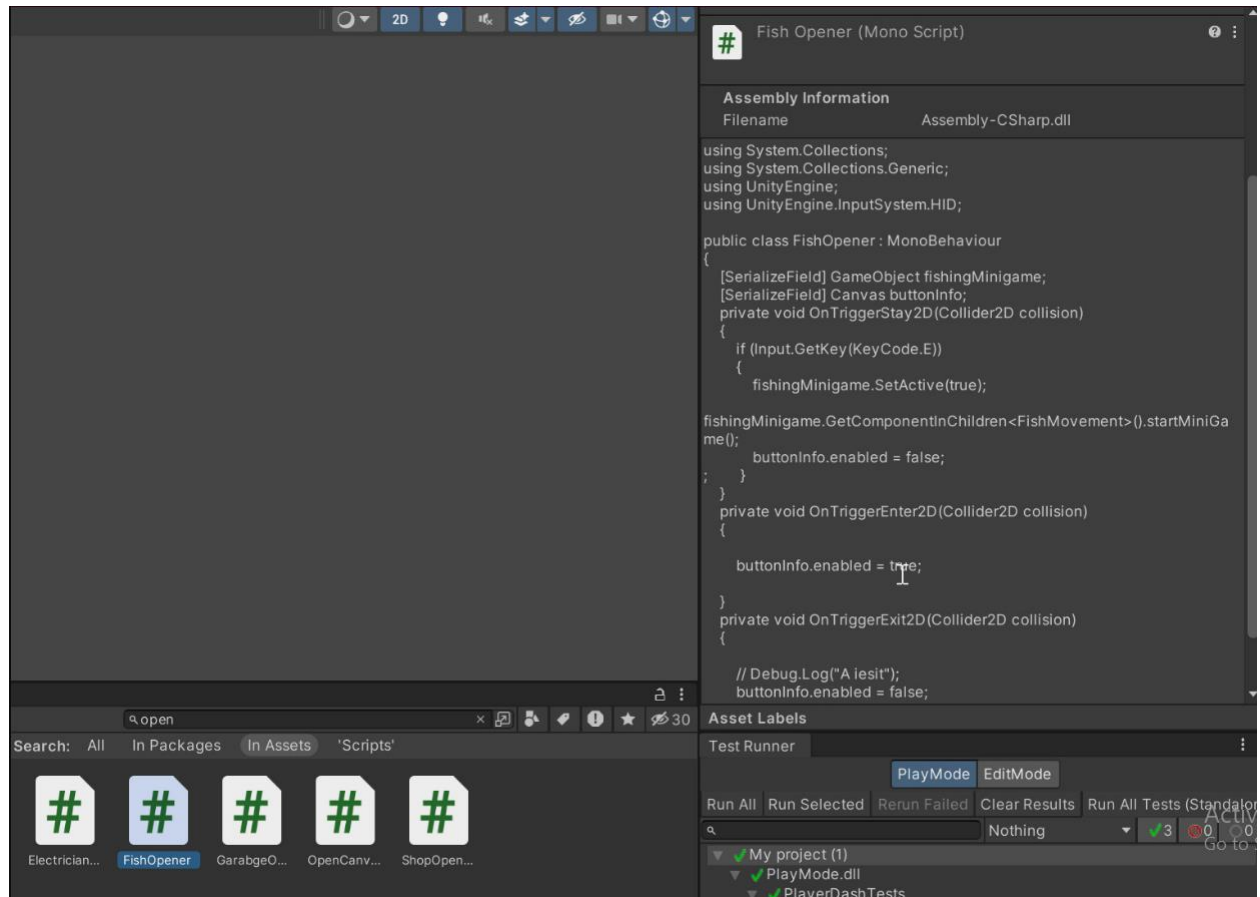 2D
Fish Opener (Mono Script)
Assembly Information
Filename Assembly-CSharp.dll
using System.Collections;
using System.Collections.Generic;
using UnityEngine;
using UnityEngine.InputSystem.HID;
public class FishOpener : MonoBehaviour
{
[SerializeField] GameObject fishingMinigame;
[SerializeField] Canvas buttonInfo;
private void OnTriggerStay2D(Collider2D collision)
{
if (Input.GetKey(KeyCode.E))
{
fishingMinigame.SetActive(true);
fishingMinigame.GetComponentInChildren<FishMovement>().startMiniGa
me();
buttonInfo.enabled = false;
; }
}
private void OnTriggerEnter2D(Collider2D collision)
{
buttonInfo.enabled = true;
}
private void OnTriggerExit2D(Collider2D collision)
{
// Debug.Log("A iesit");
buttonInfo.enabled = false;
open
30
Search: All In Packages In Assets 'Scripts'
Electrician... FishOpener GarabgeO... OpenCanv... ShopOpen...
Asset Labels
Test Runner
PlayMode EditMode
Run All Run Selected Rerun Failed Clear Results Run All Tests (Standalon
Nothing 3 0 0
Activ
Go to S
My project (1)
PlayMode.dll
PlayerDashTests